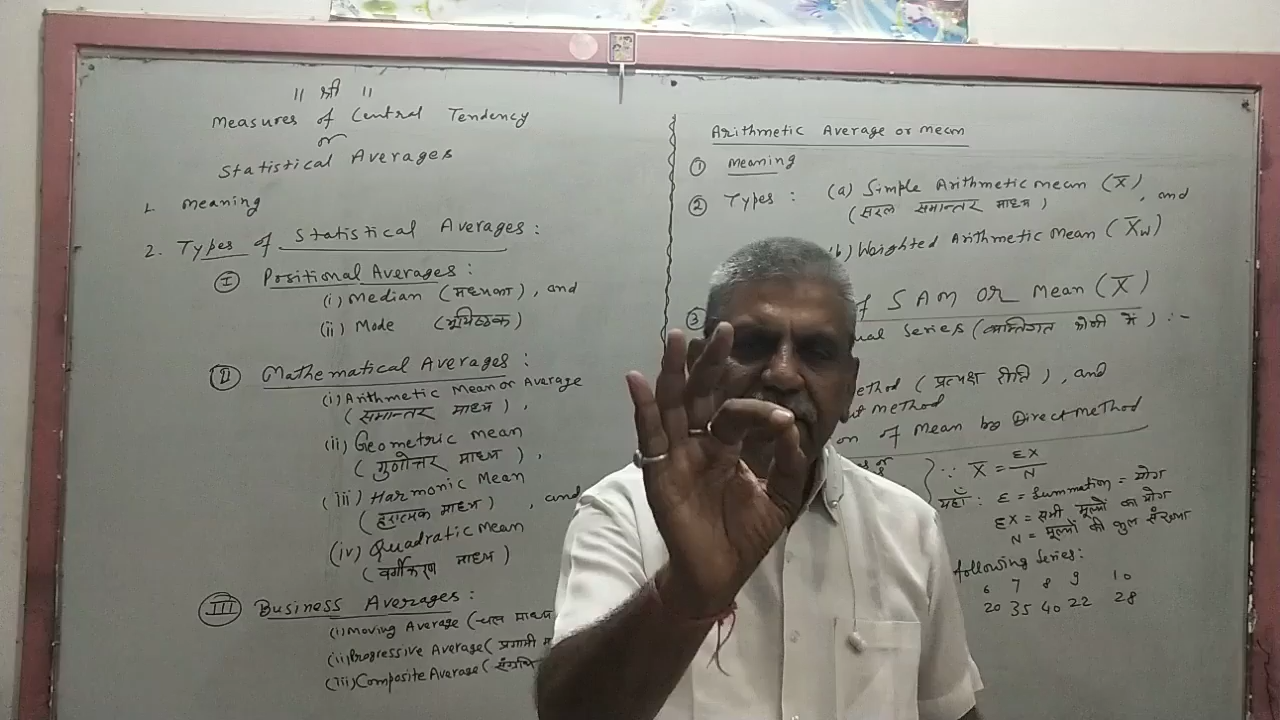 ॥ श्री ॥
Measures of Central Tendency
or
Statistical Averages
1. meaning
2. Types of Statistical Averages :
(I) Positional Averages :
(i) Median (मध्यका), and
(ii) Mode (भूयिष्ठक)
(II) Mathematical Averages :
(i) Arithmetic Mean or Average
(समान्तर माध्य),
(ii) Geometric mean
(गुणोत्तर माध्य),
(iii) Harmonic Mean
(हरात्मक माध्य), and
(iv) Quadratic Mean
(वर्गीकरण माध्य)
(III) Business Averages :
(i) Moving Average (चल माध्य
(ii) Progressive Average (प्रगामी
(iii) Composite Average (
Arithmetic Average or mean
① Meaning
② Types : (a) Simple Arithmetic mean (X̅), and
(सरल समान्तर माध्य)
(b) Weighted Arithmetic Mean (X̅w)
③ of SAM OR Mean (X̅)
Series (व्यक्तिगत श्रेणी में) :-
(प्रत्यक्ष रीति), and
method
of Mean by Direct Method
∵ X̅ = ΣX/N
यहाँ : Σ = Summation = योग
ΣX = सभी मूल्यों का योग
N = मूल्यों की कुल संख्या
following Series:
6 7 8 9 10
20 35 40 22 28